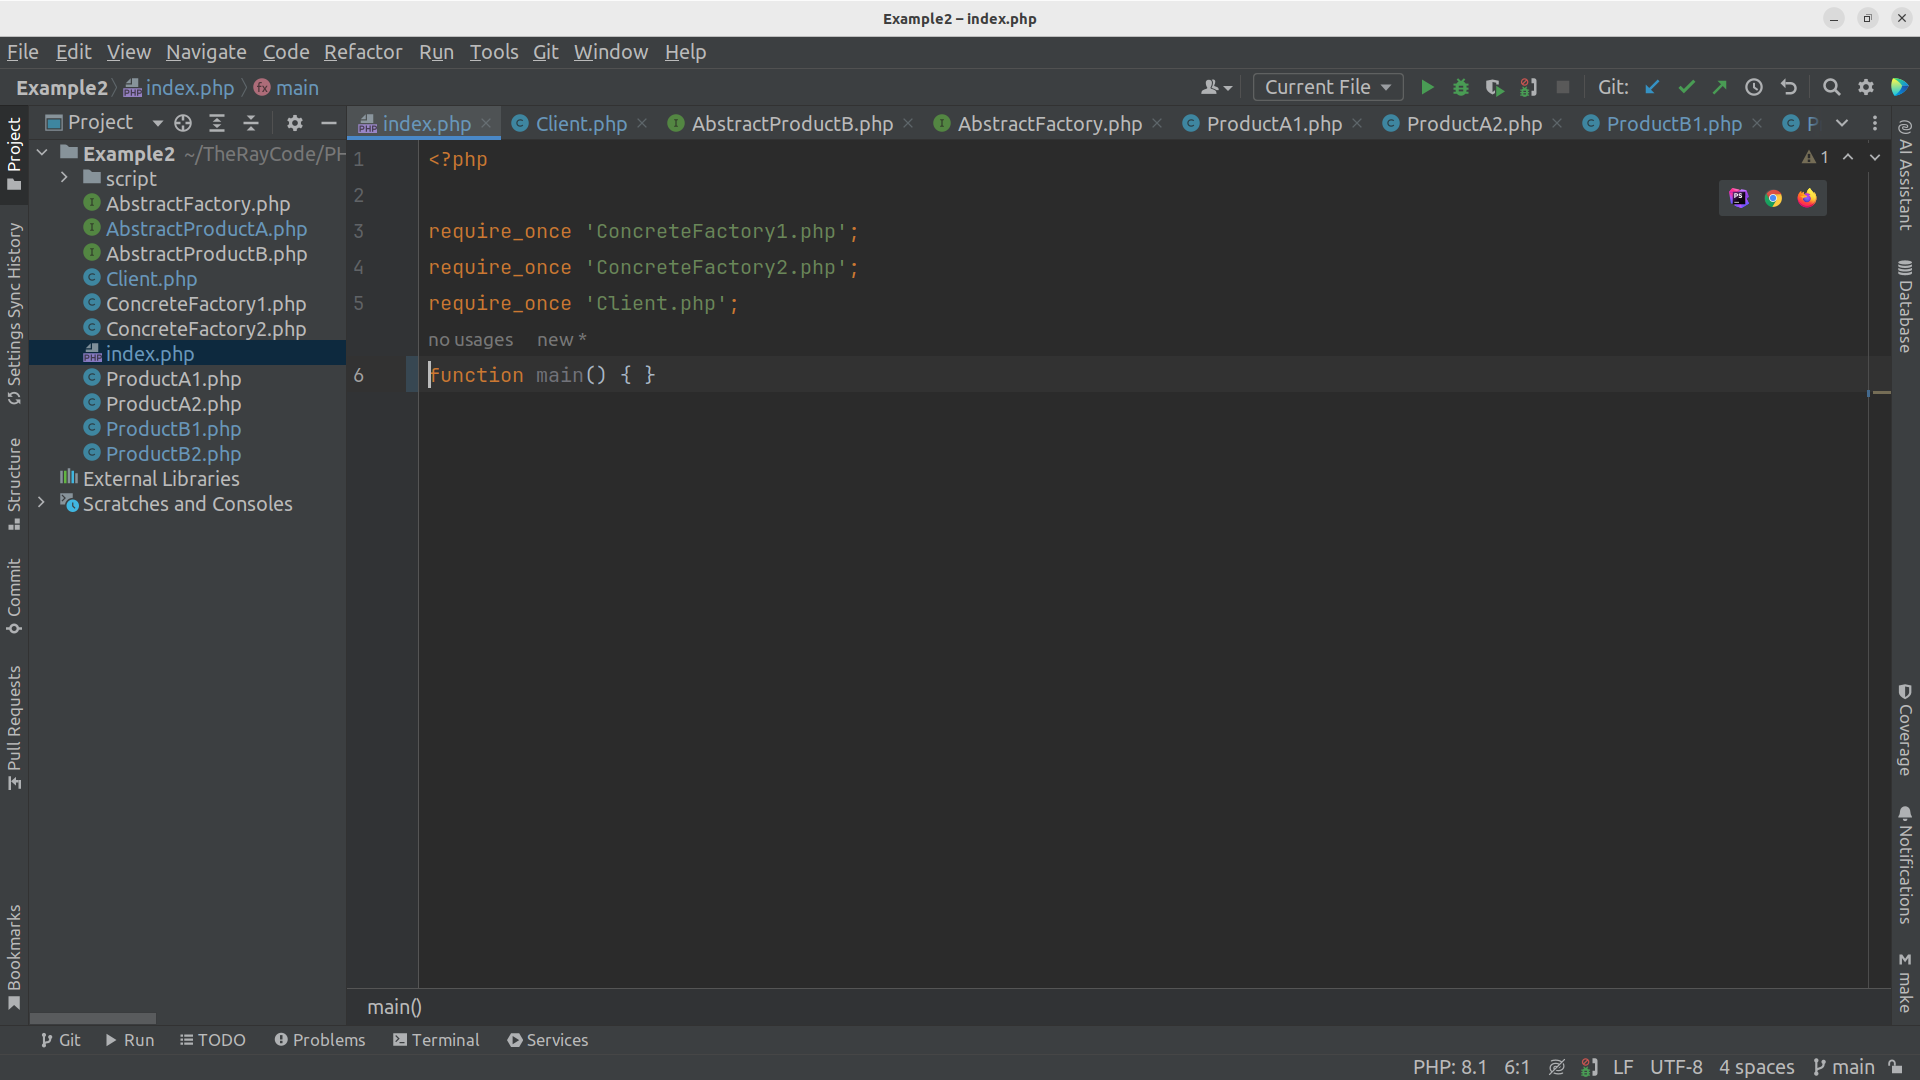 Example2 – index.php
File Edit View Navigate Code Refactor Run Tools Git Window Help
Example2 index.php main
Current File
Git:
Project
index.php Client.php AbstractProductB.php AbstractFactory.php ProductA1.php ProductA2.php ProductB1.php P
Example2 ~/TheRayCode/PH
script
AbstractFactory.php
AbstractProductA.php
AbstractProductB.php
Client.php
ConcreteFactory1.php
ConcreteFactory2.php
index.php
ProductA1.php
ProductA2.php
ProductB1.php
ProductB2.php
External Libraries
Scratches and Consoles
1 <?php
2
3 require_once 'ConcreteFactory1.php';
4 require_once 'ConcreteFactory2.php';
5 require_once 'Client.php';
no usages new *
6 function main() { }
1
main()
Project
Settings Sync History
Structure
Commit
Pull Requests
Bookmarks
AI Assistant
Database
Coverage
Notifications
make
Git Run TODO Problems Terminal Services
PHP: 8.1 6:1 LF UTF-8 4 spaces main